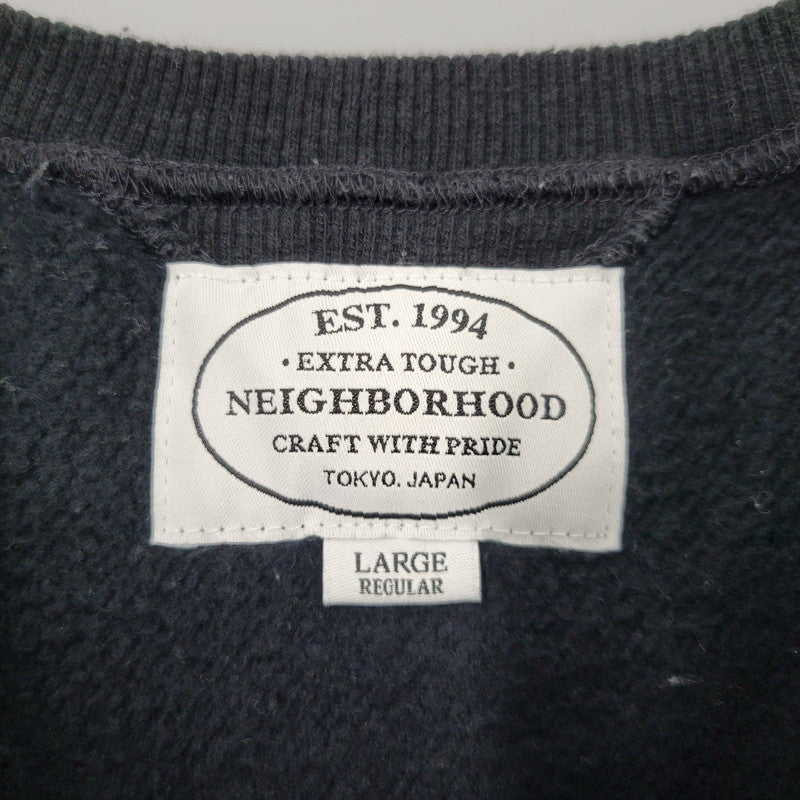 EST. 1994
• EXTRA TOUGH •
NEIGHBORHOOD
CRAFT WITH PRIDE
TOKYO. JAPAN
LARGE
REGULAR